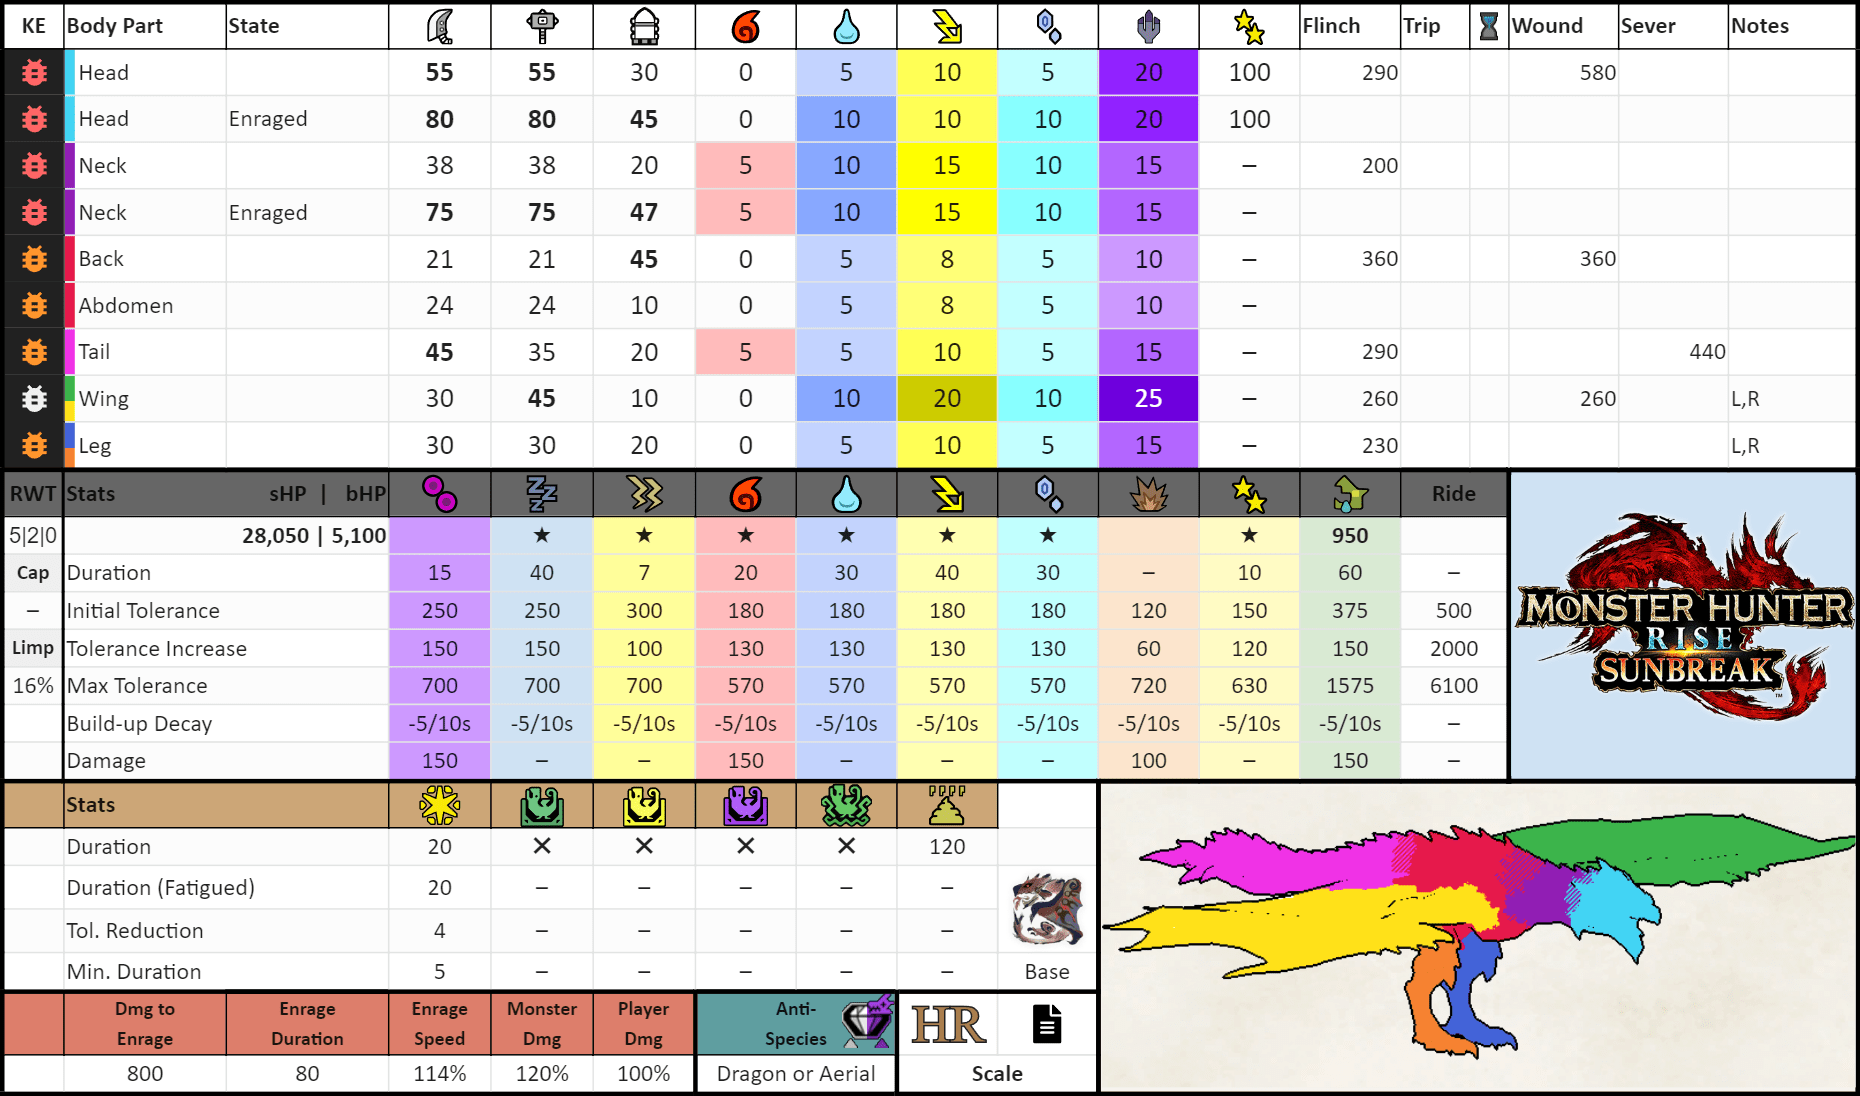 KE Body Part State Flinch Trip Wound Sever Notes
Head 55 55 30 0 5 10 5 20 100 290 580
Head Enraged 80 80 45 0 10 10 10 20 100
Neck 38 38 20 5 10 15 10 15 – 200
Neck Enraged 75 75 47 5 10 15 10 15 –
Back 21 21 45 0 5 8 5 10 – 360 360
Abdomen 24 24 10 0 5 8 5 10 –
Tail 45 35 20 5 5 10 5 15 – 290 440
Wing 30 45 10 0 10 20 10 25 – 260 260 L,R
Leg 30 30 20 0 5 10 5 15 – 230 L,R
RWT Stats sHP | bHP Ride
5|2|0 28,050 | 5,100 ★ ★ ★ ★ ★ ★ ★ 950
Cap Duration 15 40 7 20 30 40 30 – 10 60 –
– Initial Tolerance 250 250 300 180 180 180 180 120 150 375 500
Limp Tolerance Increase 150 150 100 130 130 130 130 60 120 150 2000
16% Max Tolerance 700 700 700 570 570 570 570 720 630 1575 6100
Build-up Decay -5/10s -5/10s -5/10s -5/10s -5/10s -5/10s -5/10s -5/10s -5/10s -5/10s –
Damage 150 – – 150 – – – 100 – 150 –
MONSTER HUNTER
RISE
SUNBREAK
™
Stats
Duration 20 ✕ ✕ ✕ ✕ 120
Duration (Fatigued) 20 – – – – –
Tol. Reduction 4 – – – – –
Min. Duration 5 – – – – – Base
Dmg to Enrage Enrage Duration Enrage Speed Monster Dmg Player Dmg Anti-Species HR
800 80 114% 120% 100% Dragon or Aerial Scale